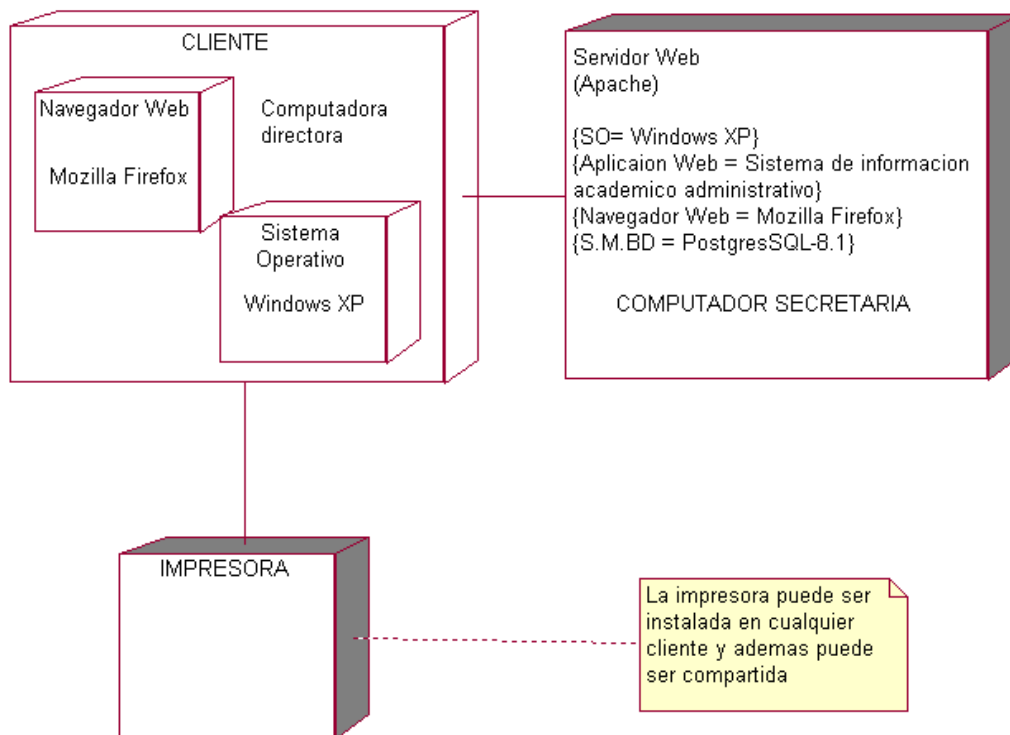 CLIENTE
Navegador Web
Mozilla Firefox
Computadora
directora
Sistema
Operativo
Windows XP
Servidor Web
(Apache)
{SO= Windows XP}
{Aplicaion Web = Sistema de informacion
academico administrativo}
{Navegador Web = Mozilla Firefox}
{S.M.BD = PostgresSQL-8.1}
COMPUTADOR SECRETARIA
IMPRESORA
La impresora puede ser
instalada en cualquier
cliente y ademas puede
ser compartida